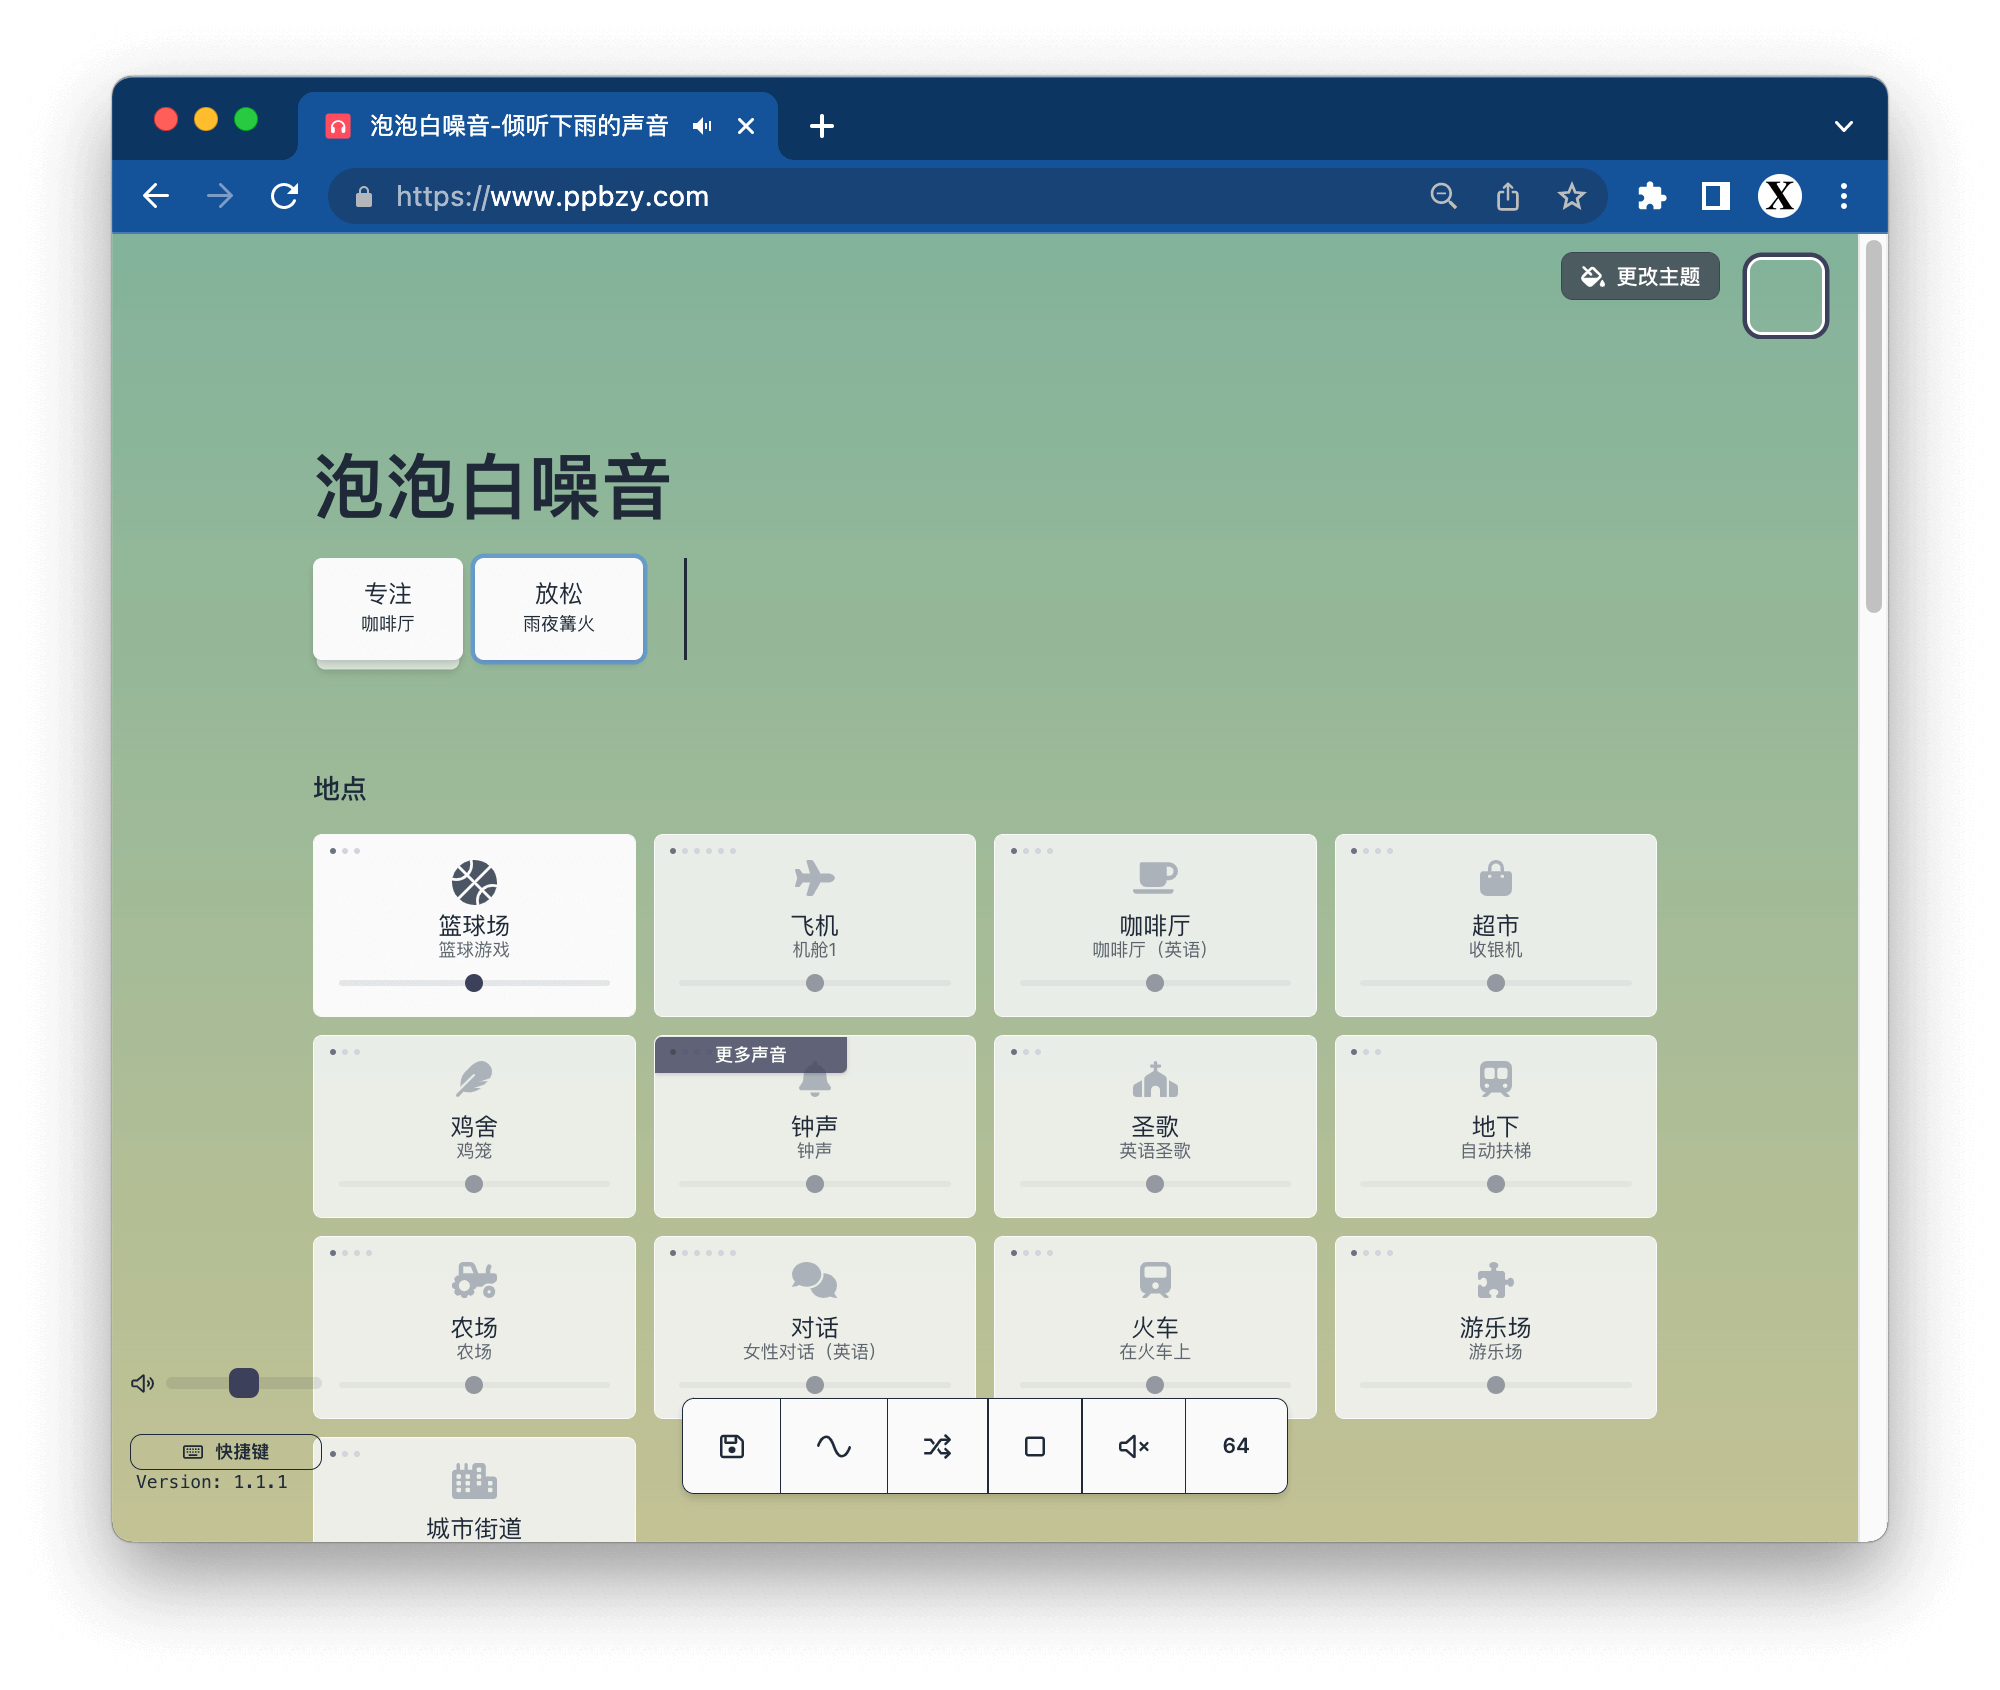 泡泡白噪音-倾听下雨的声音
https://www.ppbzy.com
X
更改主题
泡泡白噪音
专注
咖啡厅
放松
雨夜篝火
地点
篮球场
篮球游戏
飞机
机舱1
咖啡厅
咖啡厅（英语）
超市
收银机
鸡舍
鸡笼
更多声音
钟声
钟声
圣歌
英语圣歌
地下
自动扶梯
农场
农场
对话
女性对话（英语）
火车
在火车上
游乐场
游乐场
城市街道
64
快捷键
Version: 1.1.1